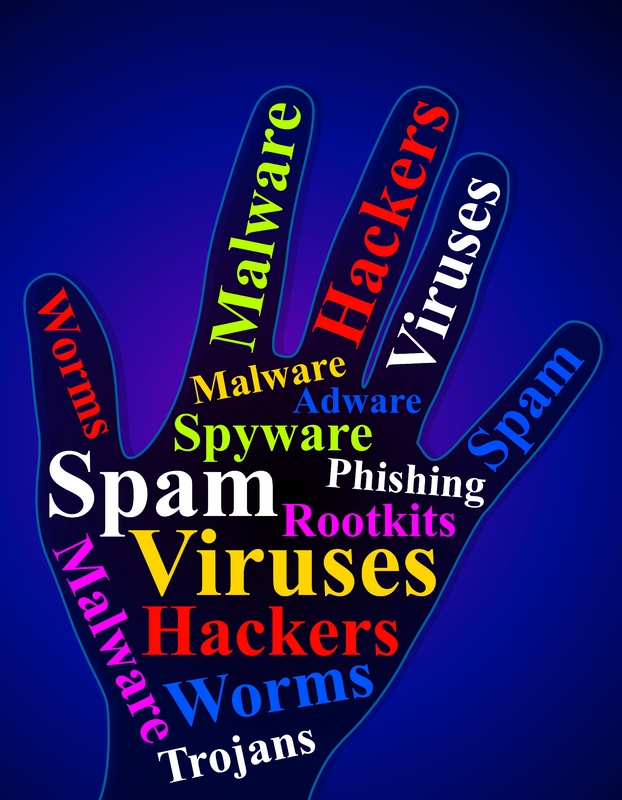 Malware
Hackers
Viruses
Worms
Spam
Malware
Adware
Spyware
Spam
Phishing
Rootkits
Viruses
Malware
Hackers
Worms
Trojans